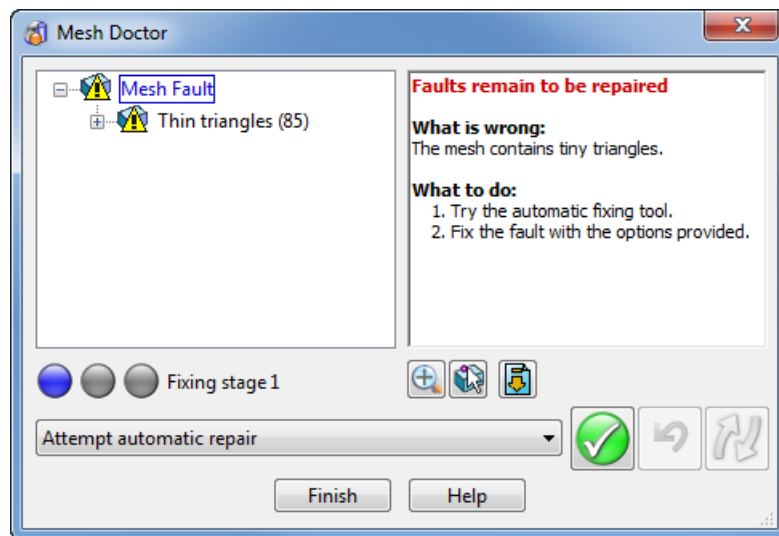 Mesh Doctor
Mesh Fault
Thin triangles (85)
Faults remain to be repaired
What is wrong:
The mesh contains tiny triangles.
What to do:
1. Try the automatic fixing tool.
2. Fix the fault with the options provided.
Fixing stage 1
Attempt automatic repair
Finish
Help